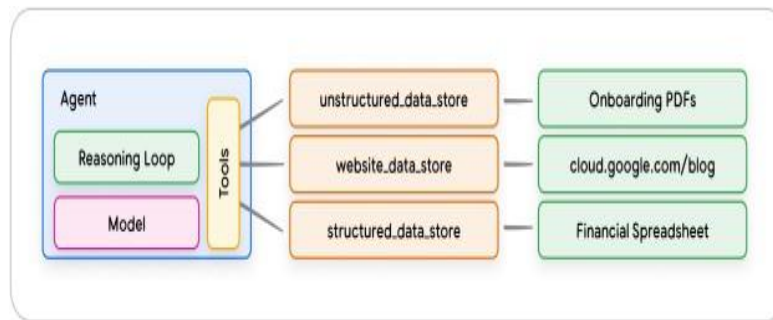 Agent
Reasoning Loop
Model
Tools
unstructured_data_store
website_data_store
structured_data_store
Onboarding PDFs
cloud.google.com/blog
Financial Spreadsheet